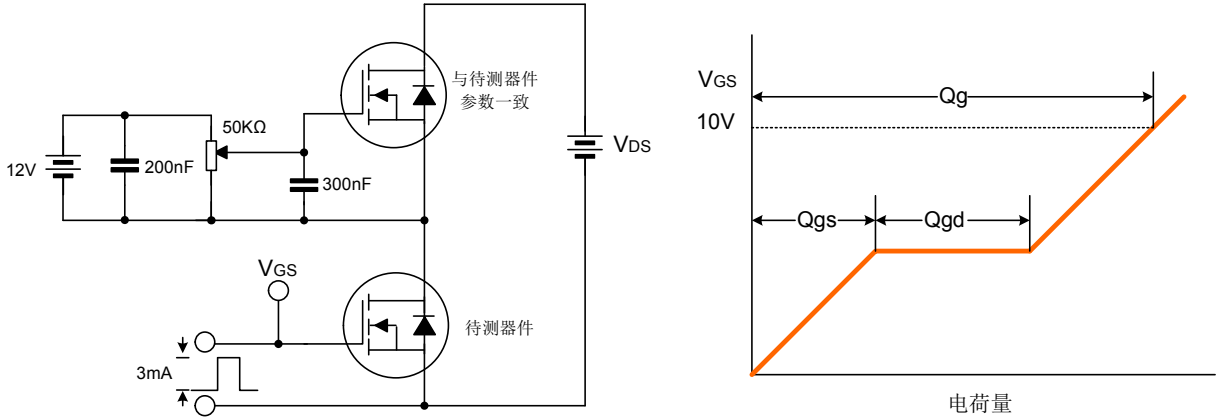 与待测器件
参数一致
50KΩ
12V
200nF
300nF
VDS
VGS
待测器件
3mA
VGS
Qg
10V
Qgs
Qgd
电荷量